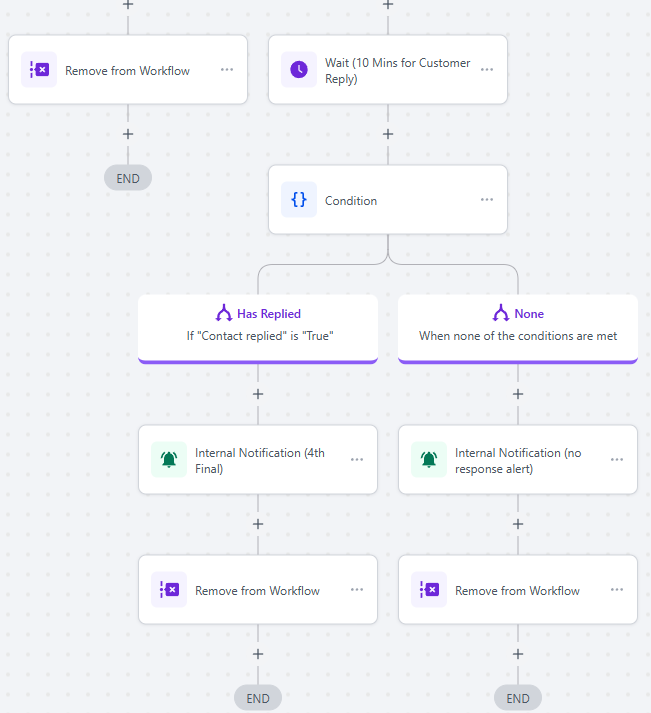 Remove from Workflow
Wait (10 Mins for Customer
Reply)
END
Condition
Has Replied
If "Contact replied" is "True"
None
When none of the conditions are met
Internal Notification (4th
Final)
Internal Notification (no
response alert)
Remove from Workflow
Remove from Workflow
END
END